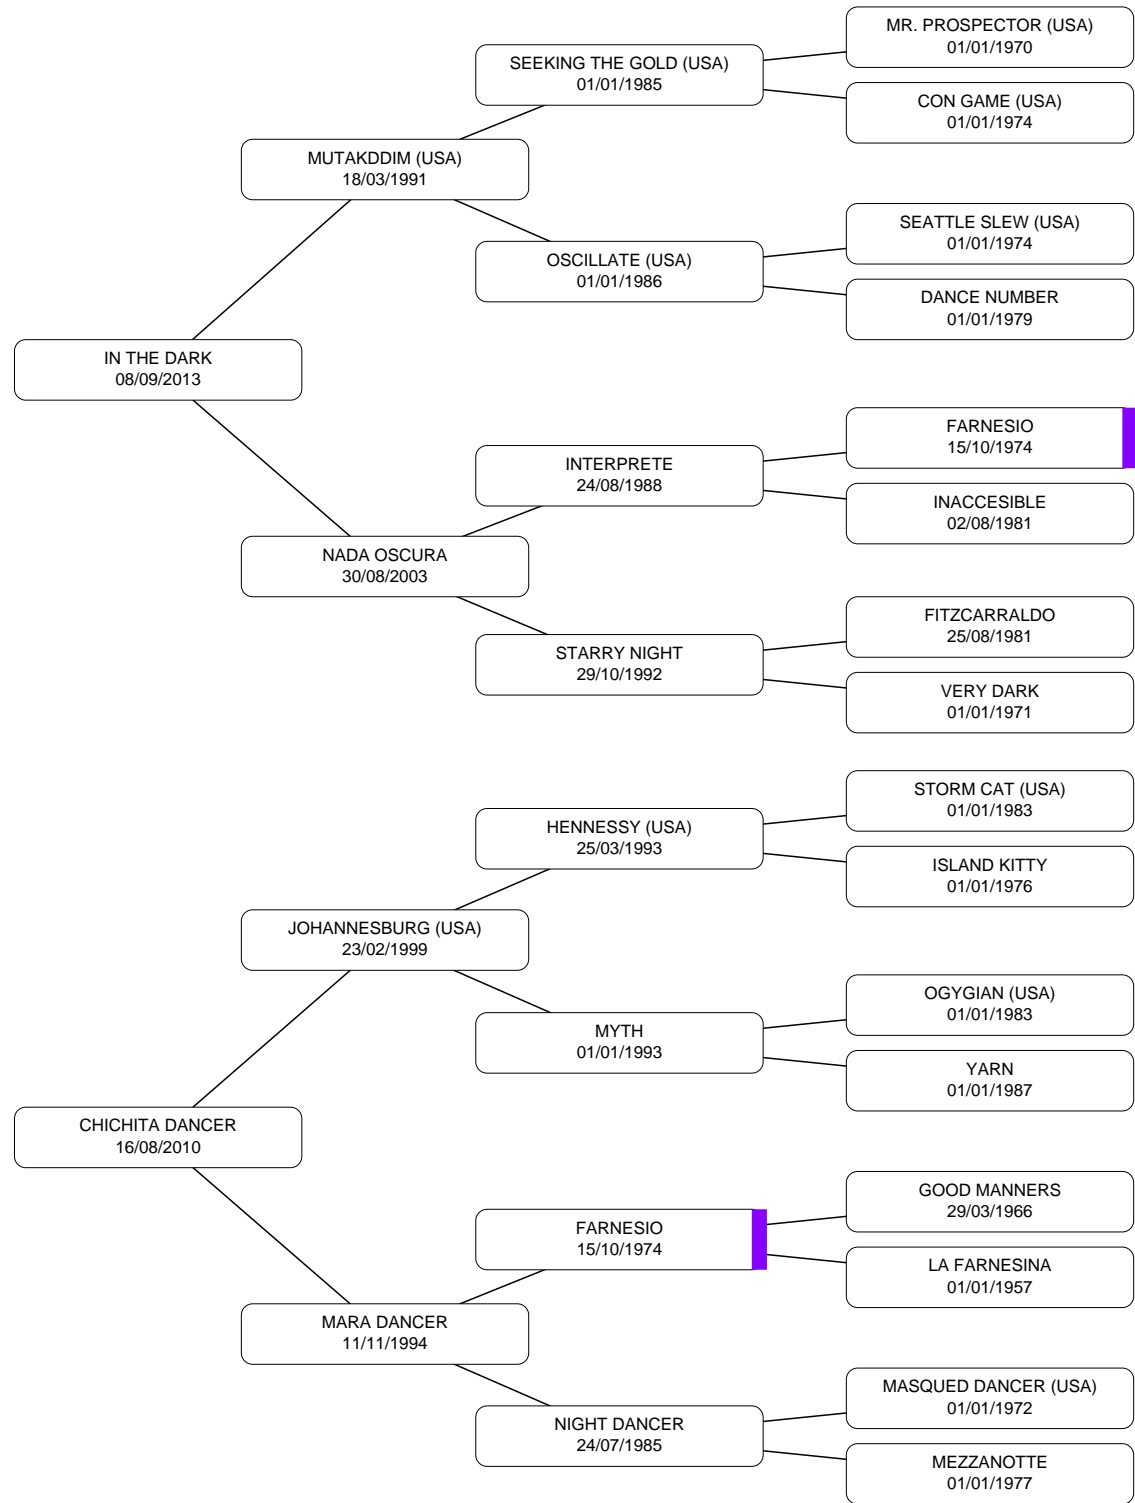 MR. PROSPECTOR (USA)
01/01/1970
SEEKING THE GOLD (USA)
01/01/1985
CON GAME (USA)
01/01/1974
MUTAKDDIM (USA)
18/03/1991
SEATTLE SLEW (USA)
01/01/1974
OSCILLATE (USA)
01/01/1986
DANCE NUMBER
01/01/1979
IN THE DARK
08/09/2013
FARNESIO
15/10/1974
INTERPRETE
24/08/1988
INACCESIBLE
02/08/1981
NADA OSCURA
30/08/2003
FITZCARRALDO
25/08/1981
STARRY NIGHT
29/10/1992
VERY DARK
01/01/1971
STORM CAT (USA)
01/01/1983
HENNESSY (USA)
25/03/1993
ISLAND KITTY
01/01/1976
JOHANNESBURG (USA)
23/02/1999
OGYGIAN (USA)
01/01/1983
MYTH
01/01/1993
YARN
01/01/1987
CHICHITA DANCER
16/08/2010
GOOD MANNERS
29/03/1966
FARNESIO
15/10/1974
LA FARNESINA
01/01/1957
MARA DANCER
11/11/1994
MASQUED DANCER (USA)
01/01/1972
NIGHT DANCER
24/07/1985
MEZZANOTTE
01/01/1977